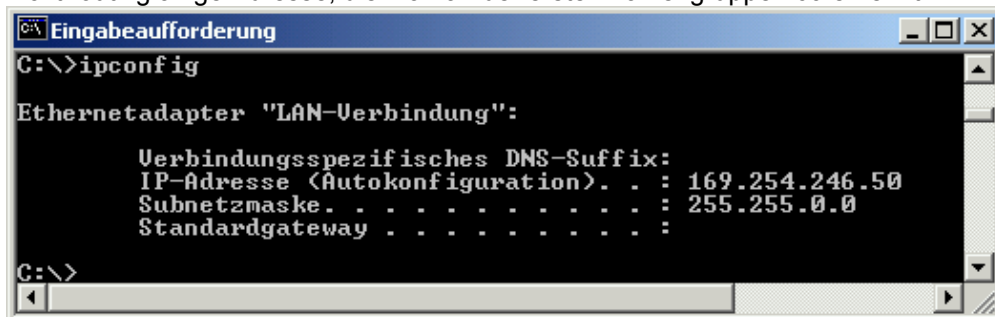 Eingabeaufforderung
C:\>ipconfig
Ethernetadapter "LAN-Verbindung":
Verbindungsspezifisches DNS-Suffix:
IP-Adresse (Autokonfiguration). . : 169.254.246.50
Subnetzmaske. . . . . . . . . . . : 255.255.0.0
Standardgateway . . . . . . . . . :
C:\>